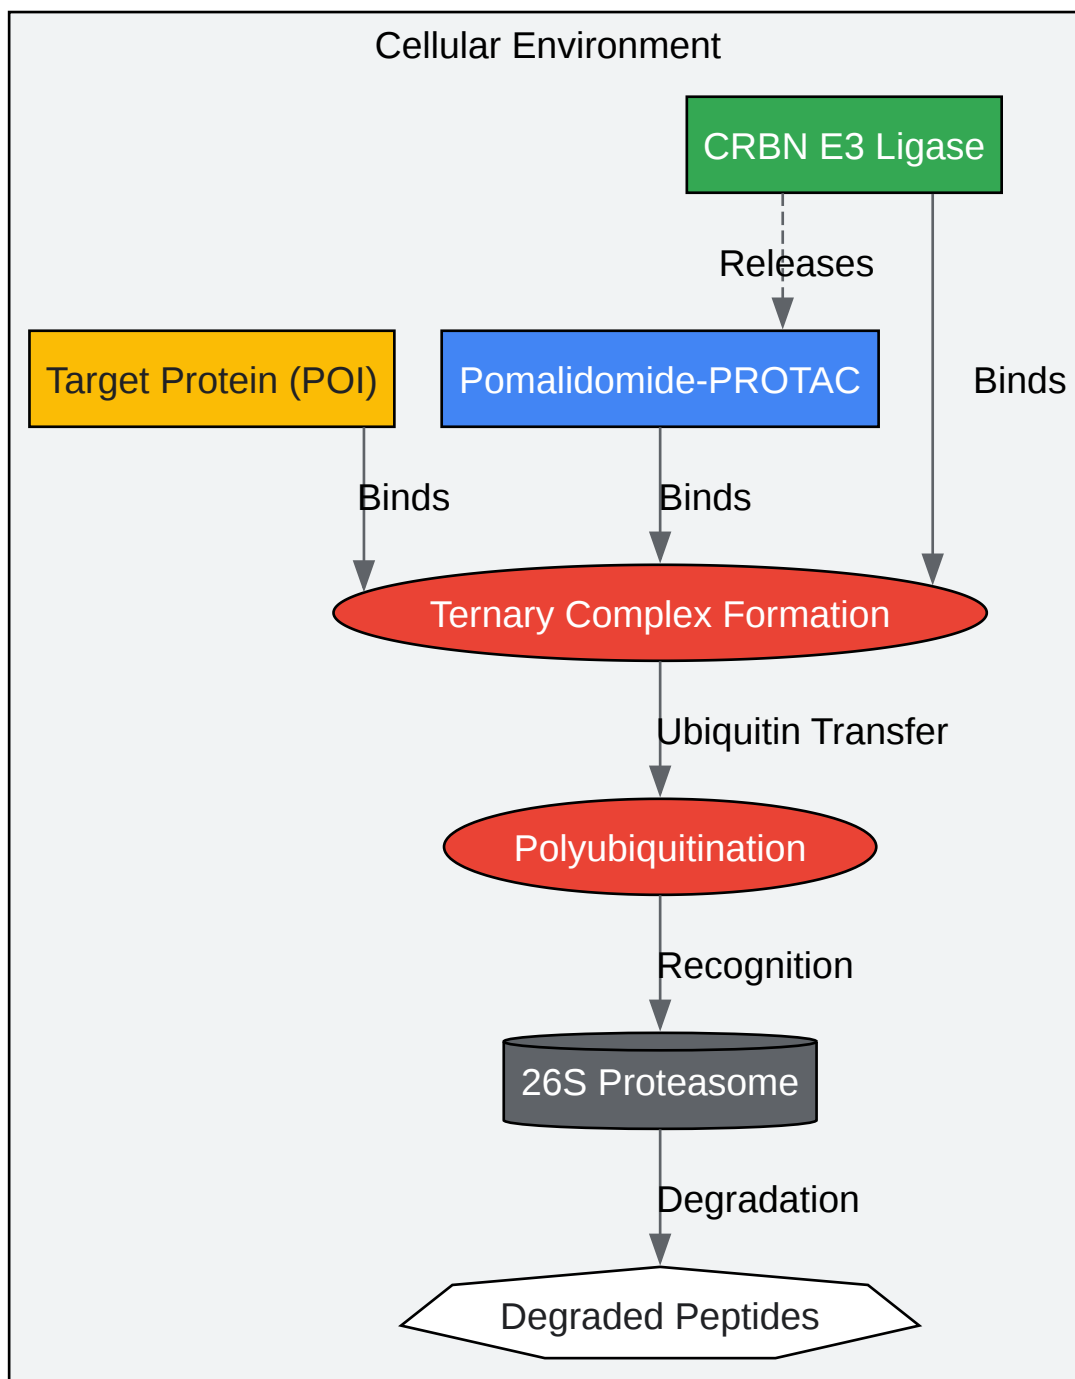 Cellular Environment
CRBN E3 Ligase
Releases
Target Protein (POI)
Pomalidomide-PROTAC
Binds
Binds
Binds
Ternary Complex Formation
Ubiquitin Transfer
Polyubiquitination
Recognition
26S Proteasome
Degradation
Degraded Peptides